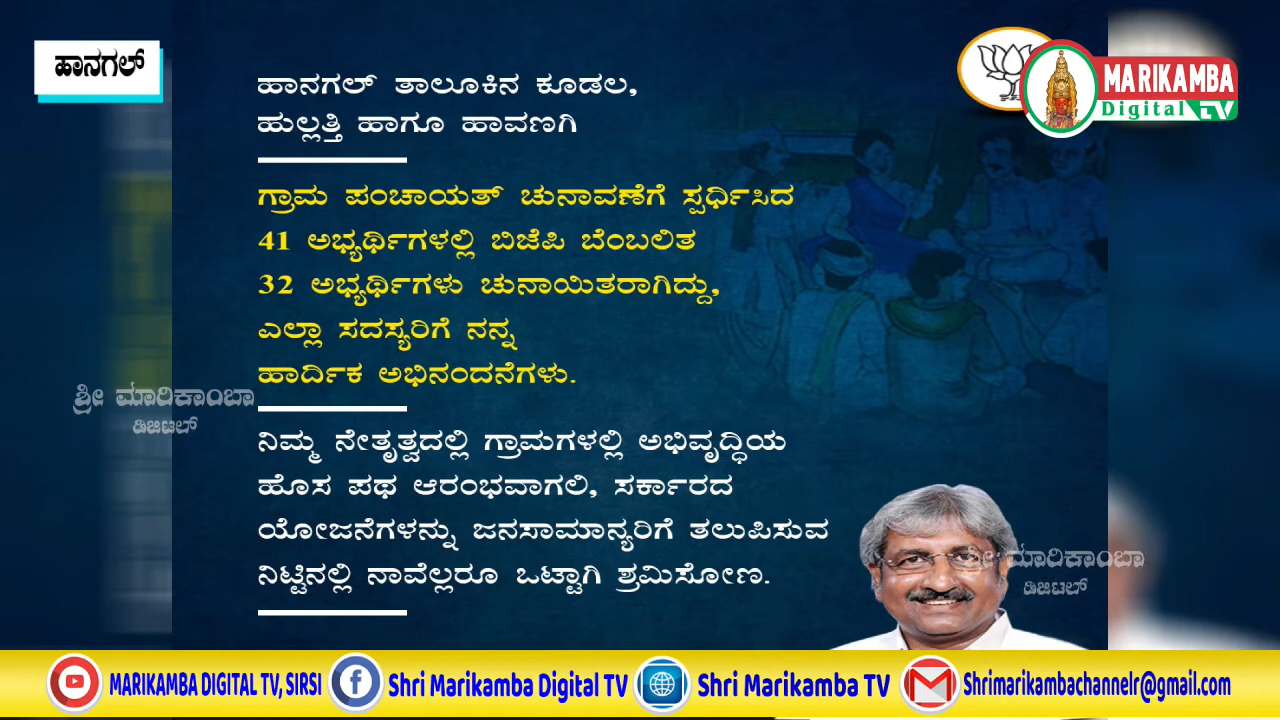 ಹಾನಗಲ್
MARIKAMBA
Digital TV
ಹಾನಗಲ್ ತಾಲೂಕಿನ ಕೂಡಲ,
ಹುಲ್ಲತ್ತಿ ಹಾಗೂ ಹಾವಣಗಿ
ಗ್ರಾಮ ಪಂಚಾಯತ್ ಚುನಾವಣೆಗೆ ಸ್ಪರ್ಧಿಸಿದ
41 ಅಭ್ಯರ್ಥಿಗಳಲ್ಲಿ ಬಿಜೆಪಿ ಬೆಂಬಲಿತ
32 ಅಭ್ಯರ್ಥಿಗಳು ಚುನಾಯಿತರಾಗಿದ್ದು,
ಎಲ್ಲಾ ಸದಸ್ಯರಿಗೆ ನನ್ನ
ಹಾರ್ದಿಕ ಅಭಿನಂದನೆಗಳು.
ಶ್ರೀ ಮಾರಿಕಾಂಬಾ
ಡಿಜಿಟಲ್
ನಿಮ್ಮ ನೇತೃತ್ವದಲ್ಲಿ ಗ್ರಾಮಗಳಲ್ಲಿ ಅಭಿವೃದ್ಧಿಯ
ಹೊಸ ಪಥ ಆರಂಭವಾಗಲಿ, ಸರ್ಕಾರದ
ಯೋಜನೆಗಳನ್ನು ಜನಸಾಮಾನ್ಯರಿಗೆ ತಲುಪಿಸುವ
ನಿಟ್ಟಿನಲ್ಲಿ ನಾವೆಲ್ಲರೂ ಒಟ್ಟಾಗಿ ಶ್ರಮಿಸೋಣ.
ಶ್ರೀ ಮಾರಿಕಾಂಬಾ
ಡಿಜಿಟಲ್
MARIKAMBA DIGITAL TV, SIRSI
Shri Marikamba Digital TV
Shri Marikamba TV
Shrimarikambachannelr@gmail.com